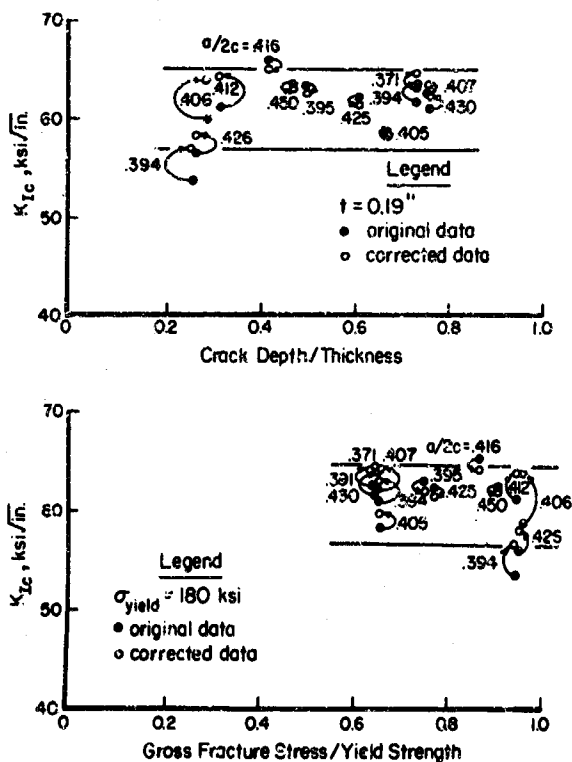 70
60
50
40
K_Ic, ksi√in.
a/2c = .416
.412
.406
.450
.395
.425
.371
.394
.407
.430
.405
.426
.394
Legend
t = 0.19"
● original data
○ corrected data
0 0.2 0.4 0.6 0.8 1.0
Crack Depth/Thickness
70
60
50
40
K_Ic, ksi√in.
.371 .407
a/2c = .416
.391
.430
.394
.395
.425
.450
.412
.406
.405
.425
.394
Legend
σ_yield = 180 ksi
● original data
○ corrected data
0 0.2 0.4 0.6 0.8 1.0
Gross Fracture Stress/Yield Strength